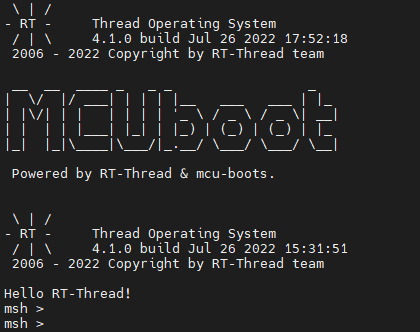 \ | /
- RT -     Thread Operating System
/ | \     4.1.0 build Jul 26 2022 17:52:18
2006 - 2022 Copyright by RT-Thread team
MCUboot
Powered by RT-Thread & mcu-boots.
\ | /
- RT -     Thread Operating System
/ | \     4.1.0 build Jul 26 2022 15:31:51
2006 - 2022 Copyright by RT-Thread team
Hello RT-Thread!
msh >
msh >